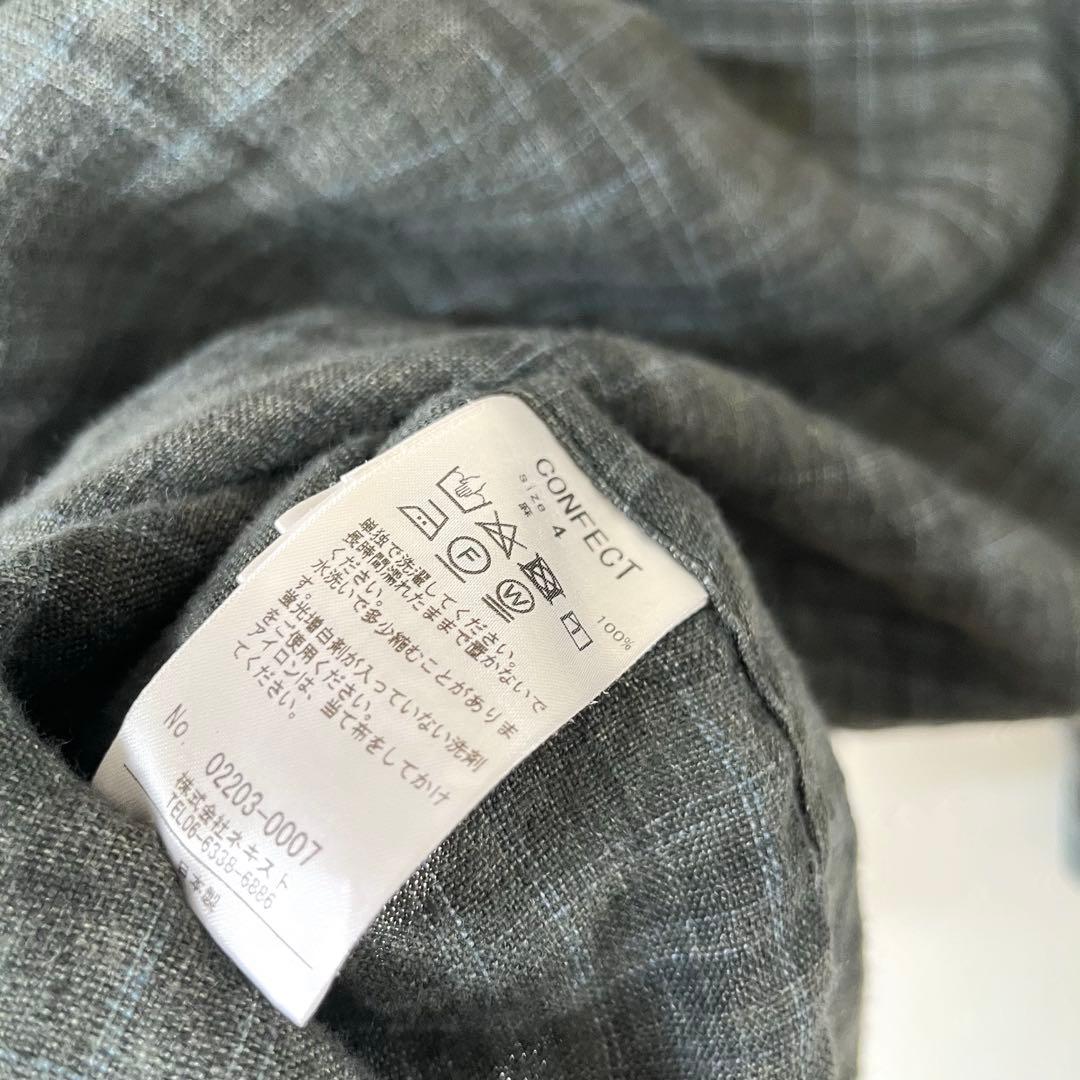 CONFECT
size 4
麻 100%
F W
単独で洗濯してください。
長時間濡れたままで置かないで
ください。
水洗いで多少縮むことがありま
す。
蛍光増白剤が入っていない洗剤
をご使用ください。
アイロンは、当て布をしてかけ
てください。
No. 02203-0007
株式会社ネキスト
TEL06-6338-6886
日本製